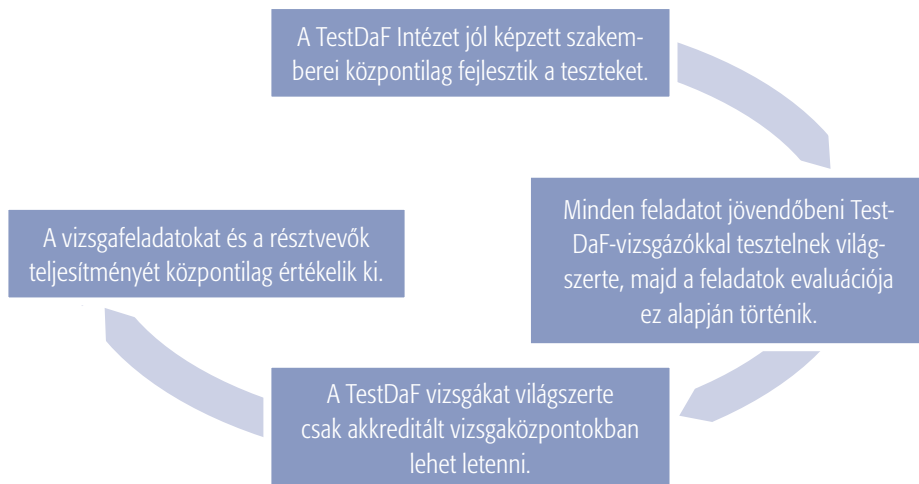 A TestDaF Intézet jól képzett szakem-
berei központilag fejlesztik a teszteket.
Minden feladatot jövendőbeni Test-
DaF-vizsgázókkal tesztelnek világ-
szerte, majd a feladatok evaluációja
ez alapján történik.
A TestDaF vizsgákat világszerte
csak akkreditált vizsgaközpontokban
lehet letenni.
A vizsgafeladatokat és a résztvevők
teljesítményét központilag értékelik ki.